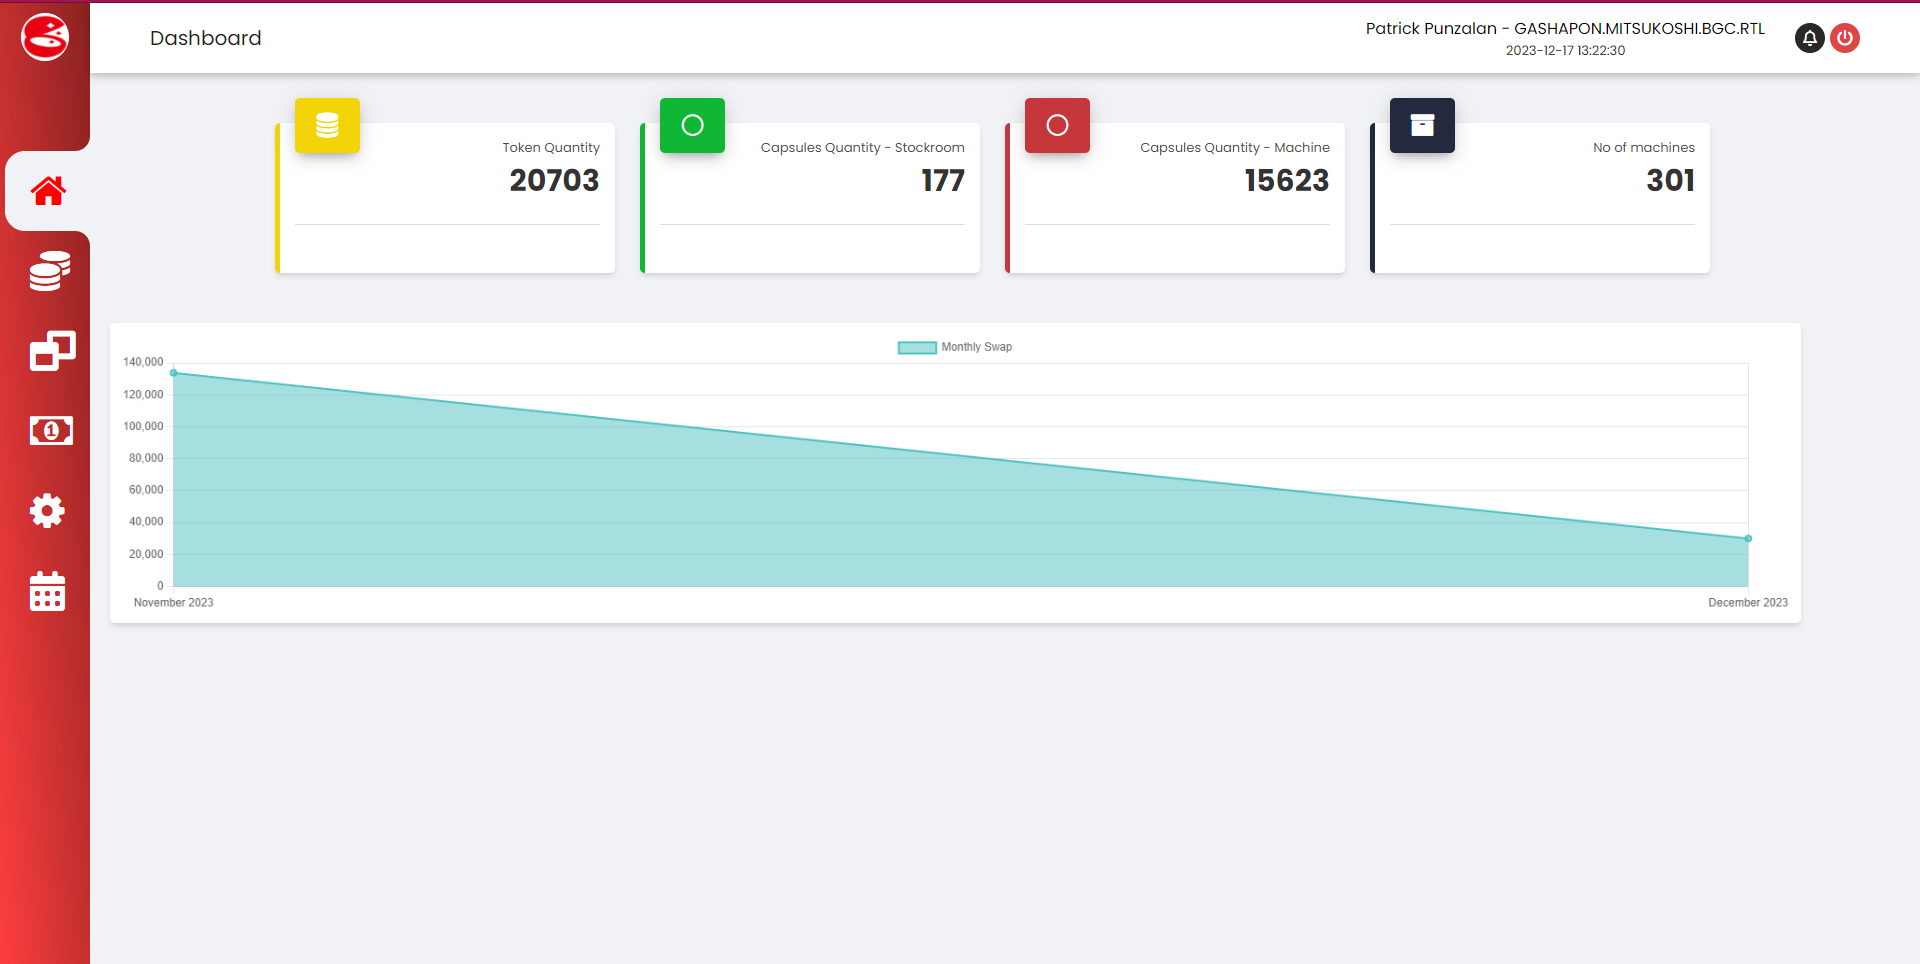 Dashboard
Patrick Punzalan - GASHAPON.MITSUKOSHI.BGC.RTL
2023-12-17 13:22:30
Token Quantity
20703
Capsules Quantity - Stockroom
177
Capsules Quantity - Machine
15623
No of machines
301
Monthly Swap
140,000
120,000
100,000
80,000
60,000
40,000
20,000
0
November 2023
December 2023
1